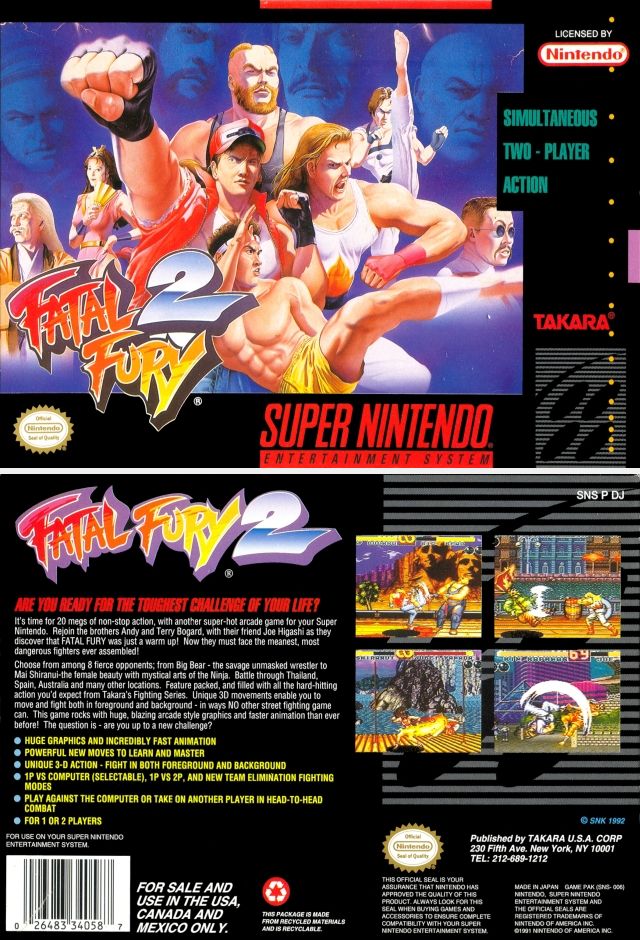 LICENSED BY
Nintendo®
SIMULTANEOUS
TWO - PLAYER
ACTION
FATAL FURY 2®
TAKARA®
Official
Nintendo
Seal of Quality
SUPER NINTENDO
ENTERTAINMENT SYSTEM
SNS P DJ
FATAL FURY 2®
ARE YOU READY FOR THE TOUGHEST CHALLENGE OF YOUR LIFE?
It's time for 20 megs of non-stop action, with another super-hot arcade game for your Super
Nintendo. Rejoin the brothers Andy and Terry Bogard, with their friend Joe Higashi as they
discover that FATAL FURY was just a warm up! Now they must face the meanest, most
dangerous fighters ever assembled!
Choose from among 8 fierce opponents; from Big Bear - the savage unmasked wrestler to
Mai Shiranui-the female beauty with mystical arts of the Ninja. Battle through Thailand,
Spain, Australia and many other locations. Feature packed, and filled with all the hard-hitting
action you'd expect from Takara's Fighting Series. Unique 3D movements enable you to
move and fight both in foreground and background - in ways NO other street fighting game
can. This game rocks with huge, blazing arcade style graphics and faster animation than ever
before! The question is - are you up to a new challenge?
● HUGE GRAPHICS AND INCREDIBLY FAST ANIMATION
● POWERFUL NEW MOVES TO LEARN AND MASTER
● UNIQUE 3-D ACTION - FIGHT IN BOTH FOREGROUND AND BACKGROUND
● 1P VS COMPUTER (SELECTABLE), 1P VS 2P, AND NEW TEAM ELIMINATION FIGHTING
MODES
● PLAY AGAINST THE COMPUTER OR TAKE ON ANOTHER PLAYER IN HEAD-TO-HEAD
COMBAT
● FOR 1 OR 2 PLAYERS
FOR USE ON YOUR SUPER NINTENDO
ENTERTAINMENT SYSTEM.
0 26483 34058 7
FOR SALE AND
USE IN THE USA,
CANADA AND
MEXICO ONLY.
THIS PACKAGE IS MADE
FROM RECYCLED MATERIALS
AND IS RECYCLABLE.
© SNK 1992
Official
Nintendo
Seal of Quality
Published by TAKARA U.S.A. CORP
230 Fifth Ave. New York, NY 10001
TEL: 212-689-1212
THIS OFFICIAL SEAL IS YOUR
ASSURANCE THAT NINTENDO HAS
APPROVED THE QUALITY OF THIS
PRODUCT. ALWAYS LOOK FOR THIS
SEAL WHEN BUYING GAMES AND
ACCESSORIES TO ENSURE COMPLETE
COMPATIBILITY WITH YOUR SUPER
NINTENDO ENTERTAINMENT SYSTEM.
MADE IN JAPAN GAME PAK (SNS- 006)
NINTENDO, SUPER NINTENDO
ENTERTAINMENT SYSTEM AND
THE OFFICIAL SEALS ARE
REGISTERED TRADEMARKS OF
NINTENDO OF AMERICA INC.
©1991 NINTENDO OF AMERICA INC.